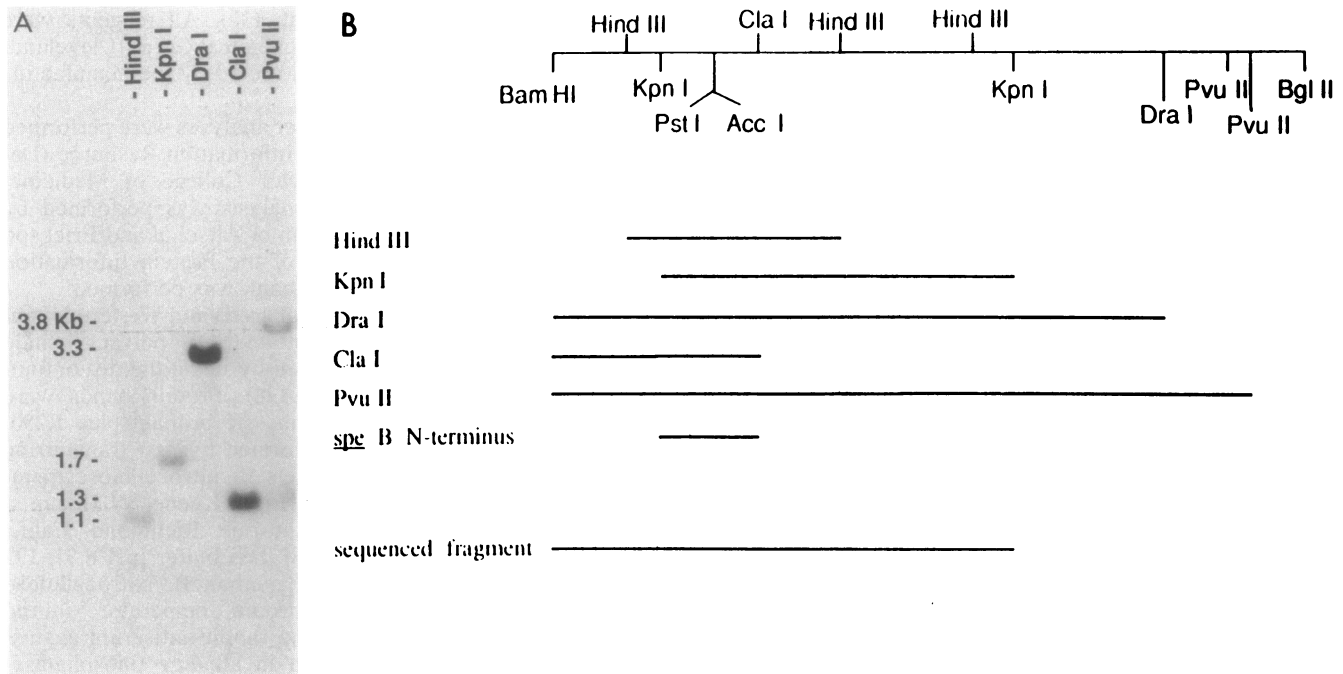 A
- Hind III
- Kpn I
- Dra I
- Cla I
- Pvu II
3.8 Kb -
3.3 -
1.7 -
1.3 -
1.1 -
B
Hind III
Cla I
Hind III
Hind III
Bam HI
Kpn I
Pst I
Acc I
Kpn I
Dra I
Pvu II
Pvu II
Bgl II
Hind III
Kpn I
Dra I
Cla I
Pvu II
spe B N-terminus
sequenced fragment